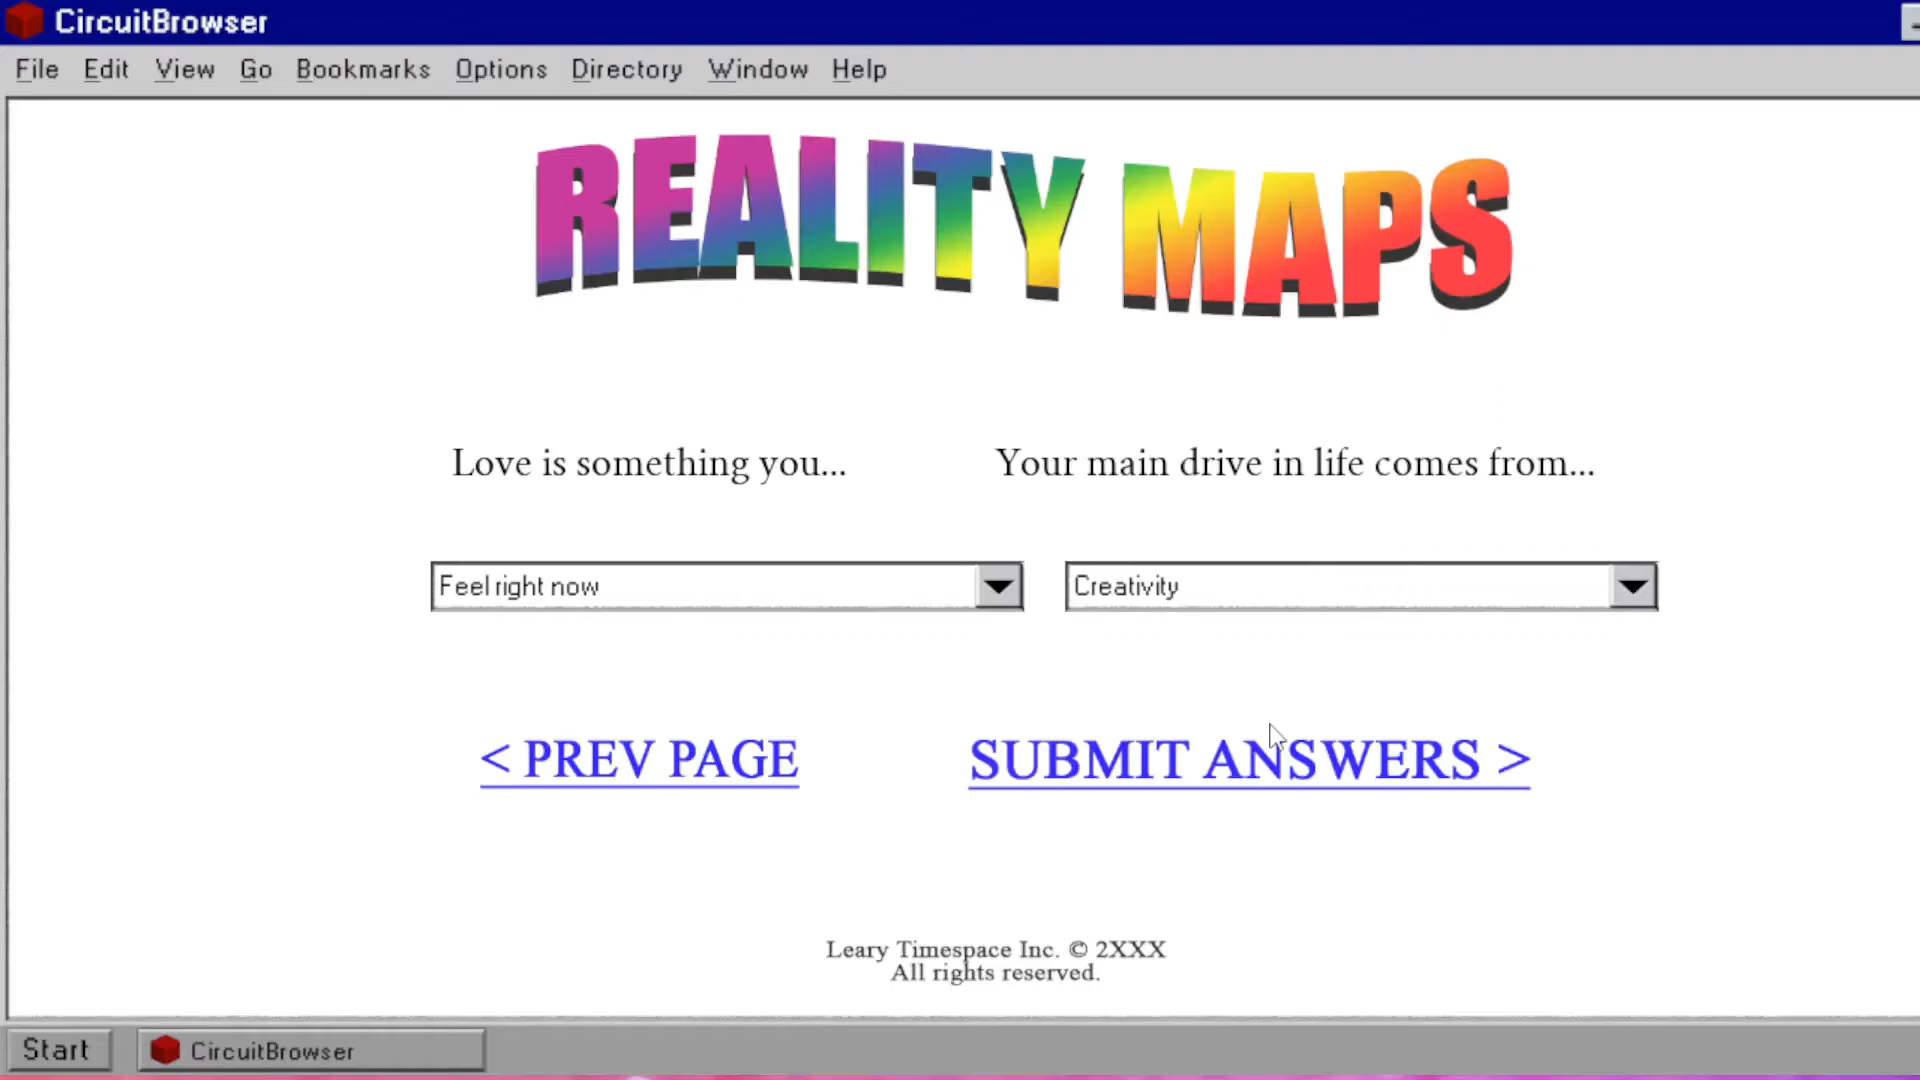 CircuitBrowser
File Edit View Go Bookmarks Options Directory Window Help
REALITY MAPS
Love is something you... Your main drive in life comes from...
Feel right now Creativity
< PREV PAGE SUBMIT ANSWERS >
Leary Timespace Inc. © 2XXX
All rights reserved.
Start CircuitBrowser